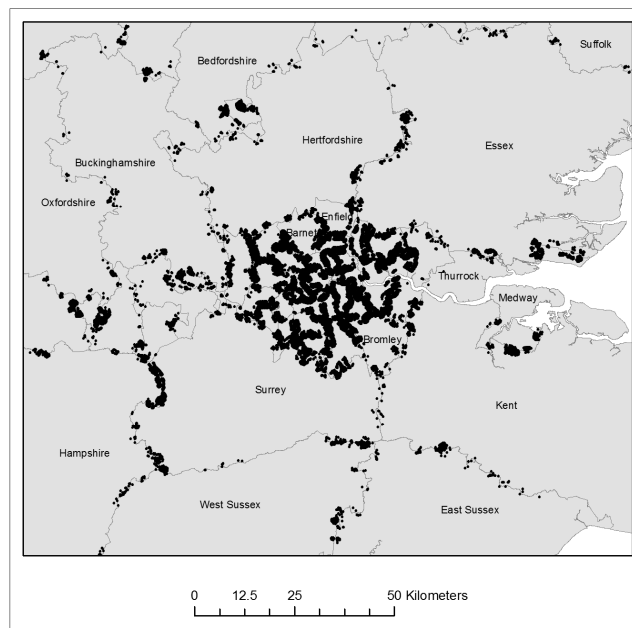 Suffolk
Bedfordshire
Hertfordshire
Essex
Buckinghamshire
Oxfordshire
Enfield
Barnet
Thurrock
Medway
Bromley
Surrey
Kent
Hampshire
West Sussex
East Sussex
0 12.5 25 50 Kilometers